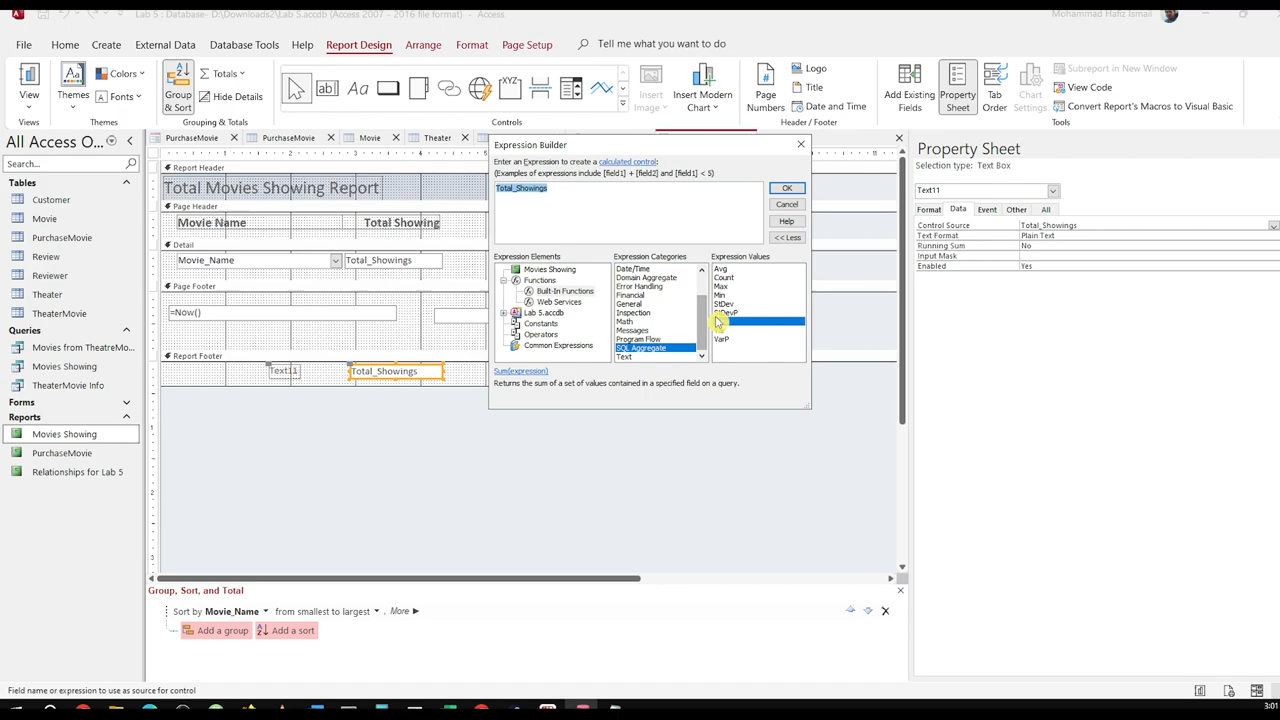 Lab 5 : Database- D:\Downloads2\Lab 5.accdb (Access 2007 - 2016 file format) - Access
Mohammad Hafiz Ismail
File Home Create External Data Database Tools Help Report Design Arrange Format Page Setup Tell me what you want to do
View
Themes
Colors
Fonts
Themes
Group & Sort
Totals
Hide Details
Grouping & Totals
Controls
Insert Image
Insert Modern Chart
Page Numbers
Logo
Title
Date and Time
Header / Footer
Add Existing Fields
Property Sheet
Tab Order
Chart Settings
Subreport in New Window
View Code
Convert Report's Macros to Visual Basic
Tools
All Access O...
Search...
Tables
Customer
Movie
PurchaseMovie
Review
Reviewer
Theater
TheaterMovie
Queries
Movies from TheatreMo...
Movies Showing
TheaterMovie Info
Forms
Reports
Movies Showing
PurchaseMovie
Relationships for Lab 5
PurchaseMovie PurchaseMovie Movie Theater
Report Header
Total Movies Showing Report
Page Header
Movie Name Total Showing
Detail
Movie_Name Total_Showings
Page Footer
=Now()
Report Footer
Text11 Total_Showings
Expression Builder
Enter an Expression to create a calculated control:
(Examples of expressions include [field1] + [field2] and [field1] < 5)
Total_Showings
OK
Cancel
Help
<< Less
Expression Elements
Movies Showing
Functions
Built-In Functions
Web Services
Lab 5.accdb
Constants
Operators
Common Expressions
Expression Categories
Date/Time
Domain Aggregate
Error Handling
Financial
General
Inspection
Math
Messages
Program Flow
SQL Aggregate
Text
Expression Values
Avg
Count
Max
Min
StDev
StDevP
VarP
Sum(expression)
Returns the sum of a set of values contained in a specified field on a query.
Property Sheet
Selection type: Text Box
Text11
Format Data Event Other All
Control Source Total_Showings
Text Format Plain Text
Running Sum No
Input Mask
Enabled Yes
Group, Sort, and Total
Sort by Movie_Name from smallest to largest , More
Add a group Add a sort
Field name or expression to use as source for control
3:01